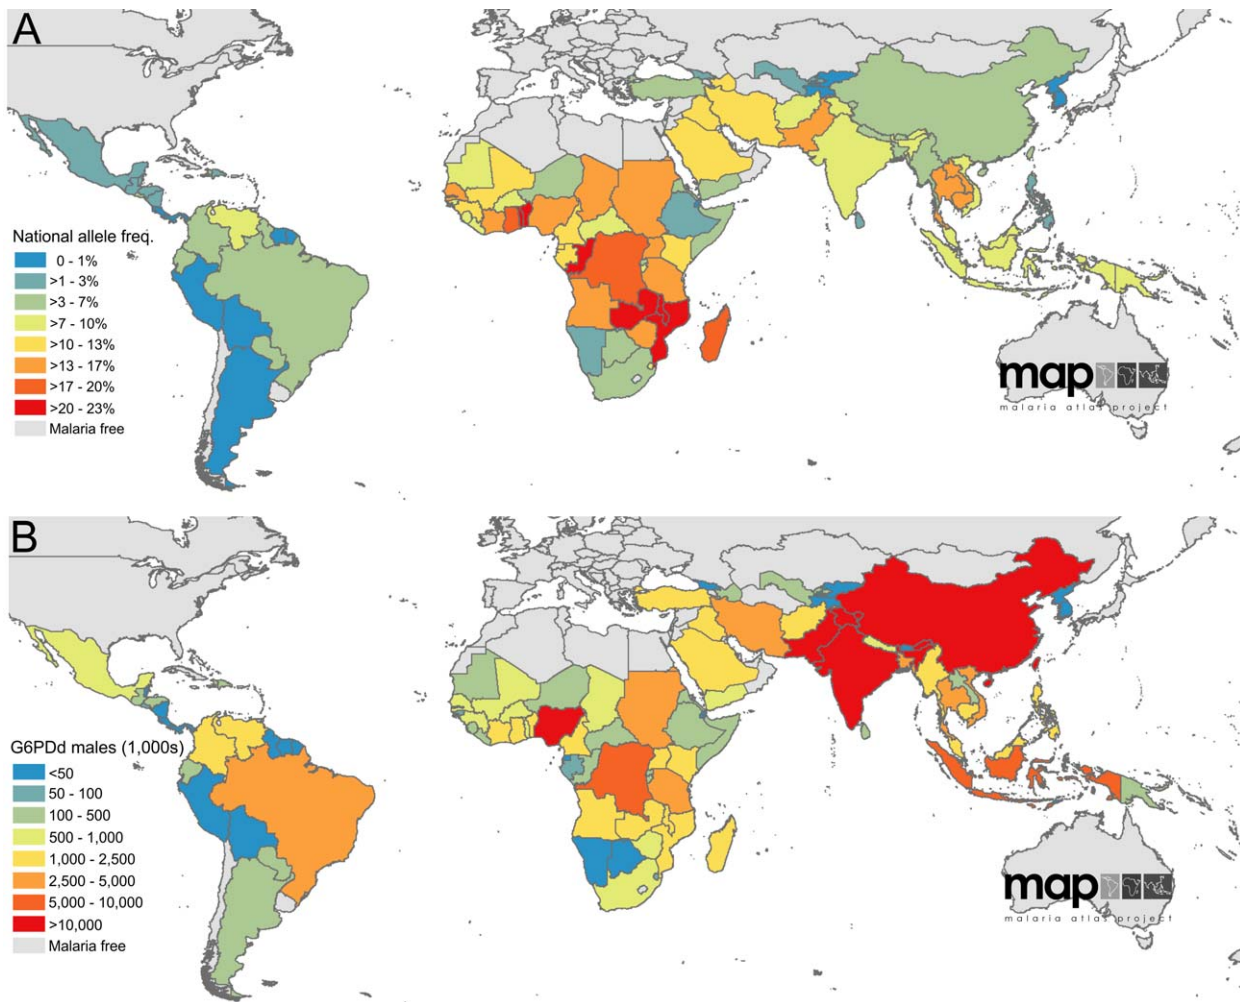 A
National allele freq.
0 - 1%
>1 - 3%
>3 - 7%
>7 - 10%
>10 - 13%
>13 - 17%
>17 - 20%
>20 - 23%
Malaria free
map
malaria atlas project
B
G6PDd males (1,000s)
<50
50 - 100
100 - 500
500 - 1,000
1,000 - 2,500
2,500 - 5,000
5,000 - 10,000
>10,000
Malaria free
map
malaria atlas project